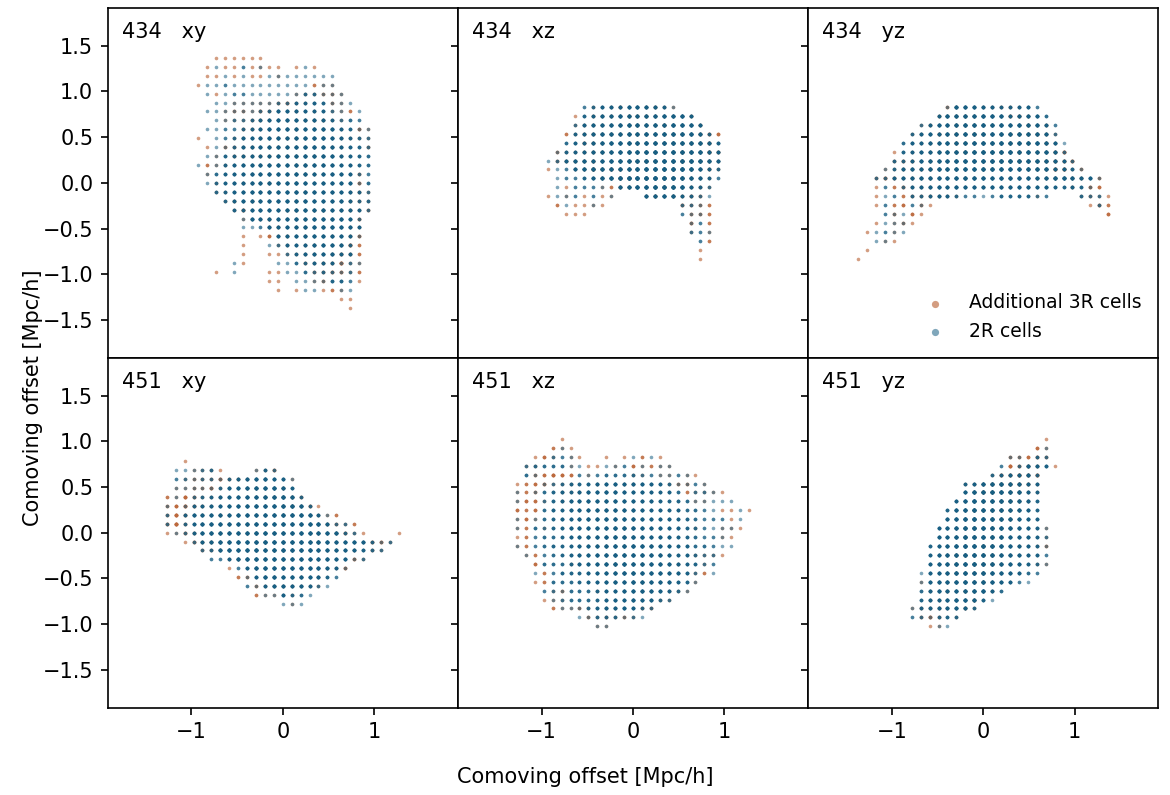 434 xy
434 xz
434 yz
1.5
1.0
0.5
0.0
−0.5
−1.0
−1.5
Additional 3R cells
2R cells
Comoving offset [Mpc/h]
451 xy
451 xz
451 yz
1.5
1.0
0.5
0.0
−0.5
−1.0
−1.5
−1 0 1
−1 0 1
−1 0 1
Comoving offset [Mpc/h]